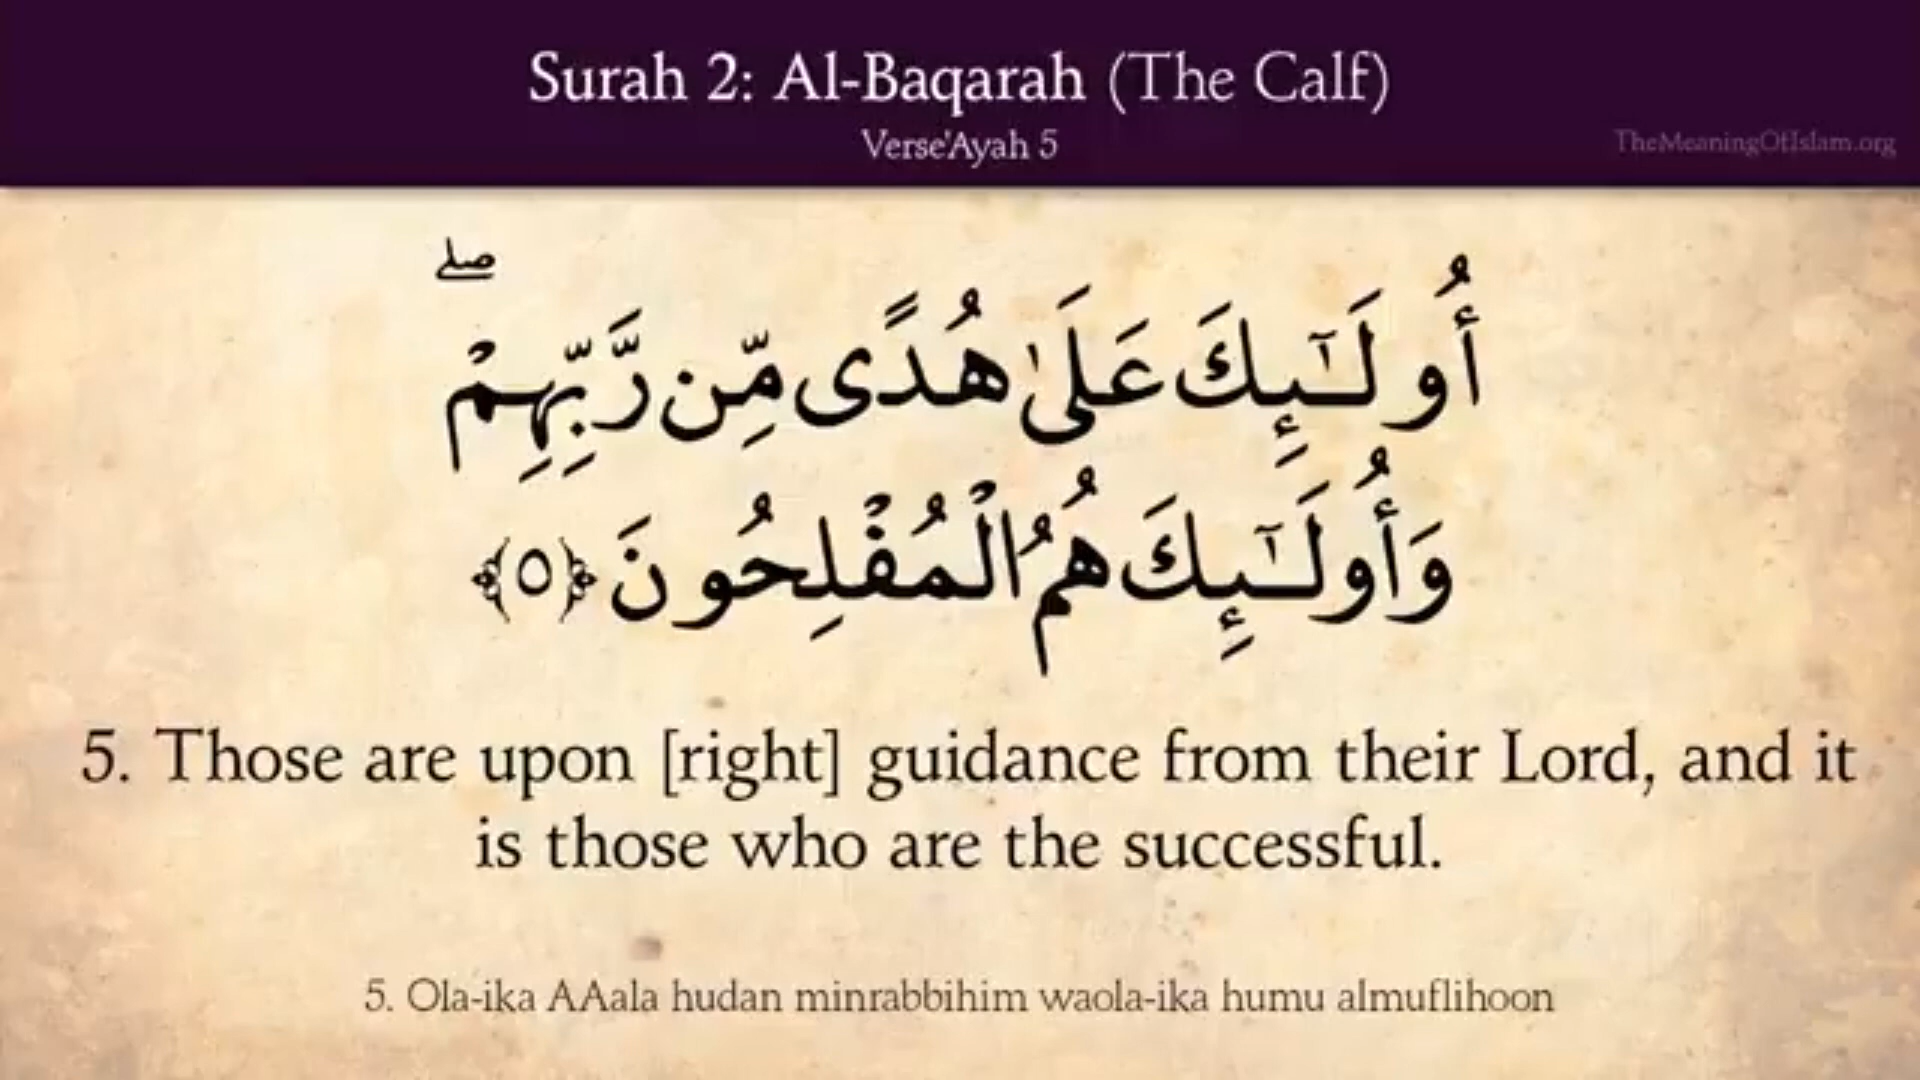 Surah 2: Al-Baqarah (The Calf)
Verse'Ayah 5
TheMeaningOfIslam.org
أُولَـٰٓئِكَ عَلَىٰ هُدًى مِّن رَّبِّهِمْ ۖ
وَأُولَـٰٓئِكَ هُمُ الْمُفْلِحُونَ ﴿٥﴾
5. Those are upon [right] guidance from their Lord, and it
is those who are the successful.
5. Ola-ika AAala hudan minrabbihim waola-ika humu almuflihoon